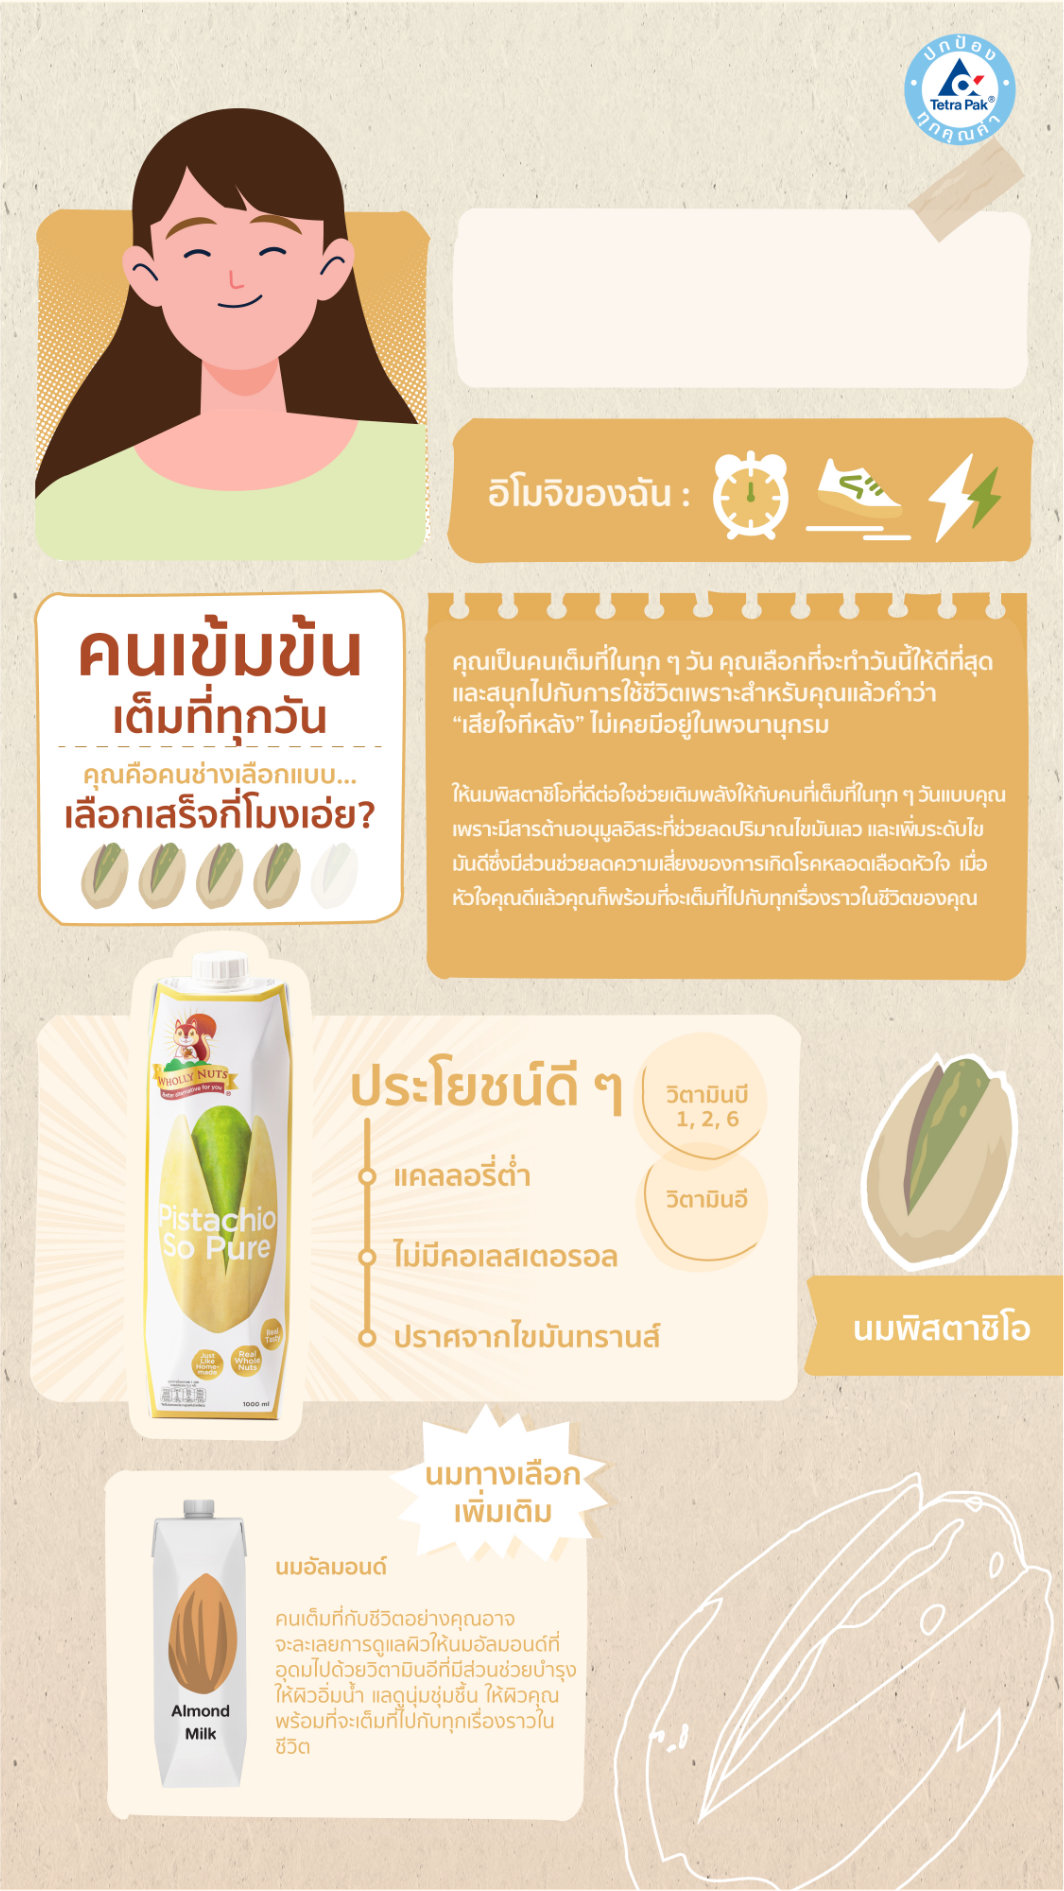 ปกป้อง
Tetra Pak®
ทุกคุณค่า
อิโมจิของฉัน :
คนเข้มข้น
เต็มที่ทุกวัน
คุณคือคนช่างเลือกแบบ...
เลือกเสร็จกี่โมงเอ่ย?
คุณเป็นคนเต็มที่ในทุก ๆ วัน คุณเลือกที่จะทำวันนี้ให้ดีที่สุด
และสนุกไปกับการใช้ชีวิตเพราะสำหรับคุณแล้วคำว่า
“เสียใจทีหลัง” ไม่เคยมีอยู่ในพจนานุกรม
ให้นมพิสตาชิโอที่ดีต่อใจช่วยเติมพลังให้กับคนที่เต็มที่ในทุก ๆ วันแบบคุณ
เพราะมีสารต้านอนุมูลอิสระที่ช่วยลดปริมาณไขมันเลว และเพิ่มระดับไข
มันดีซึ่งมีส่วนช่วยลดความเสี่ยงของการเกิดโรคหลอดเลือดหัวใจ เมื่อ
หัวใจคุณดีแล้วคุณก็พร้อมที่จะเต็มที่ไปกับทุกเรื่องราวในชีวิตของคุณ
WHOLLY NUTS
Better alternative for you
®
Pistachio
So Pure
Real
Tasty
Just
Like
Home-
made
Real
Whole
Nuts
1000 ml
ประโยชน์ดี ๆ
แคลลอรี่ต่ำ
ไม่มีคอเลสเตอรอล
ปราศจากไขมันทรานส์
วิตามินบี
1, 2, 6
วิตามินอี
นมพิสตาชิโอ
นมทางเลือก
เพิ่มเติม
Almond
Milk
นมอัลมอนด์
คนเต็มที่กับชีวิตอย่างคุณอาจ
จะละเลยการดูแลผิวให้นมอัลมอนด์ที่
อุดมไปด้วยวิตามินอีที่มีส่วนช่วยบำรุง
ให้ผิวอิ่มน้ำ แลดูนุ่มชุ่มชื้น ให้ผิวคุณ
พร้อมที่จะเต็มที่ไปกับทุกเรื่องราวใน
ชีวิต